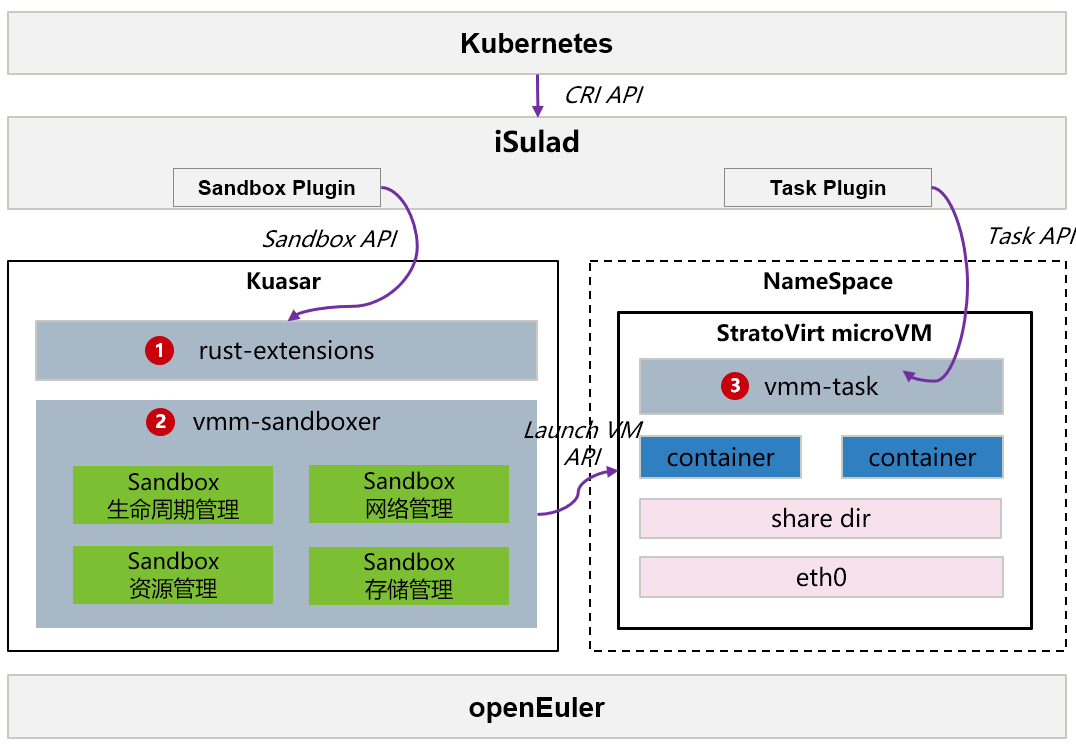 Kubernetes
CRI API
iSulad
Sandbox Plugin
Task Plugin
Sandbox API
Task API
Kuasar
1 rust-extensions
2 vmm-sandboxer
Sandbox
生命周期管理
Sandbox
网络管理
Sandbox
资源管理
Sandbox
存储管理
Launch VM
API
NameSpace
StratoVirt microVM
3 vmm-task
container
container
share dir
eth0
openEuler